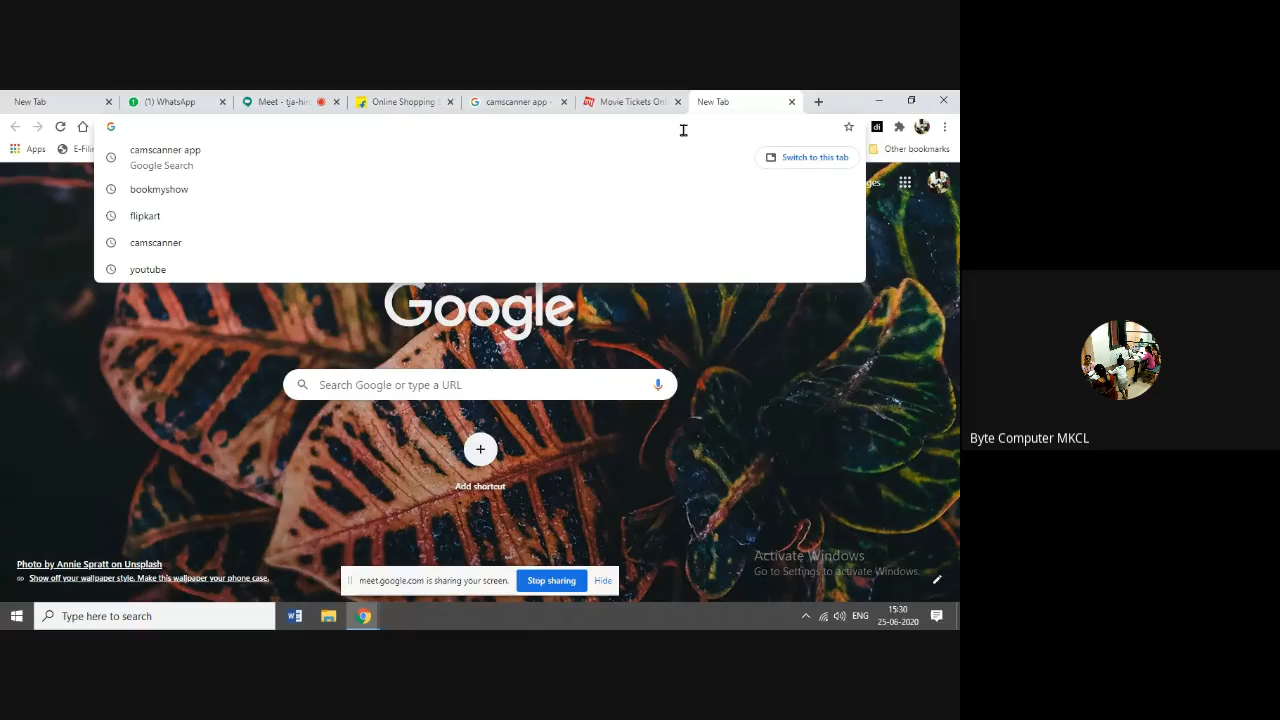 New Tab
(1) WhatsApp
Meet - tja-hir
Online Shopping S
camscanner app -
Movie Tickets Onl
New Tab
camscanner app
Google Search
Switch to this tab
Apps
E-Filin
Other bookmarks
bookmyshow
ges
flipkart
camscanner
youtube
Google
Search Google or type a URL
Add shortcut
Byte Computer MKCL
Photo by Annie Spratt on Unsplash
Show off your wallpaper style. Make this wallpaper your phone case.
Activate Windows
Go to Settings to activate Windows.
meet.google.com is sharing your screen.
Stop sharing
Hide
Type here to search
ENG
15:30
25-06-2020